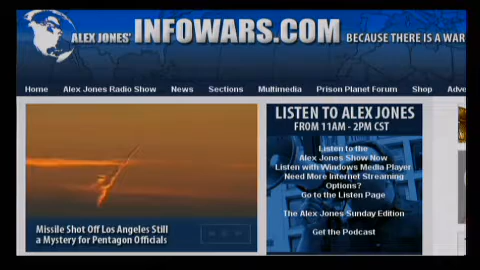 ALEX JONES' INFOWARS.COM BECAUSE THERE IS A WAR
Home Alex Jones Radio Show News Sections Multimedia Prison Planet Forum Shop Adve
LISTEN TO ALEX JONES
FROM 11AM - 2PM CST
Listen to the
Alex Jones Show Now
Listen with Windows Media Player
Need More Internet Streaming
Options?
Go to the Listen Page
The Alex Jones Sunday Edition
Get the Podcast
Missile Shot Off Los Angeles Still
a Mystery for Pentagon Officials